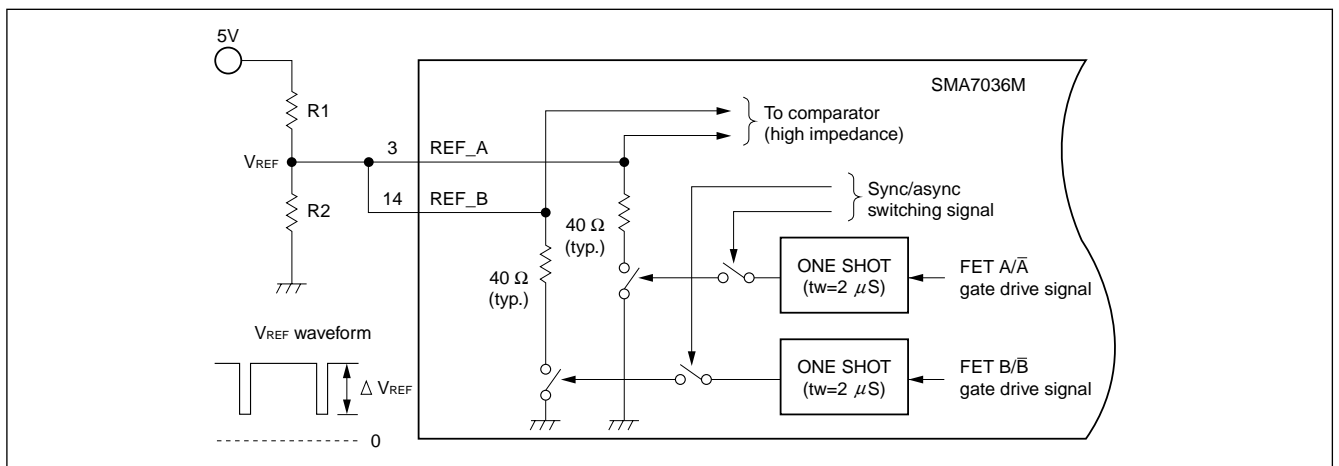 5V
SMA7036M
R1
To comparator
(high impedance)
VREF
3 REF_A
14 REF_B
R2
Sync/async
switching signal
40 Ω
(typ.)
40 Ω
(typ.)
ONE SHOT
(tw=2 μS)
FET A/A̅
gate drive signal
VREF waveform
ONE SHOT
(tw=2 μS)
FET B/B̅
gate drive signal
Δ VREF
0